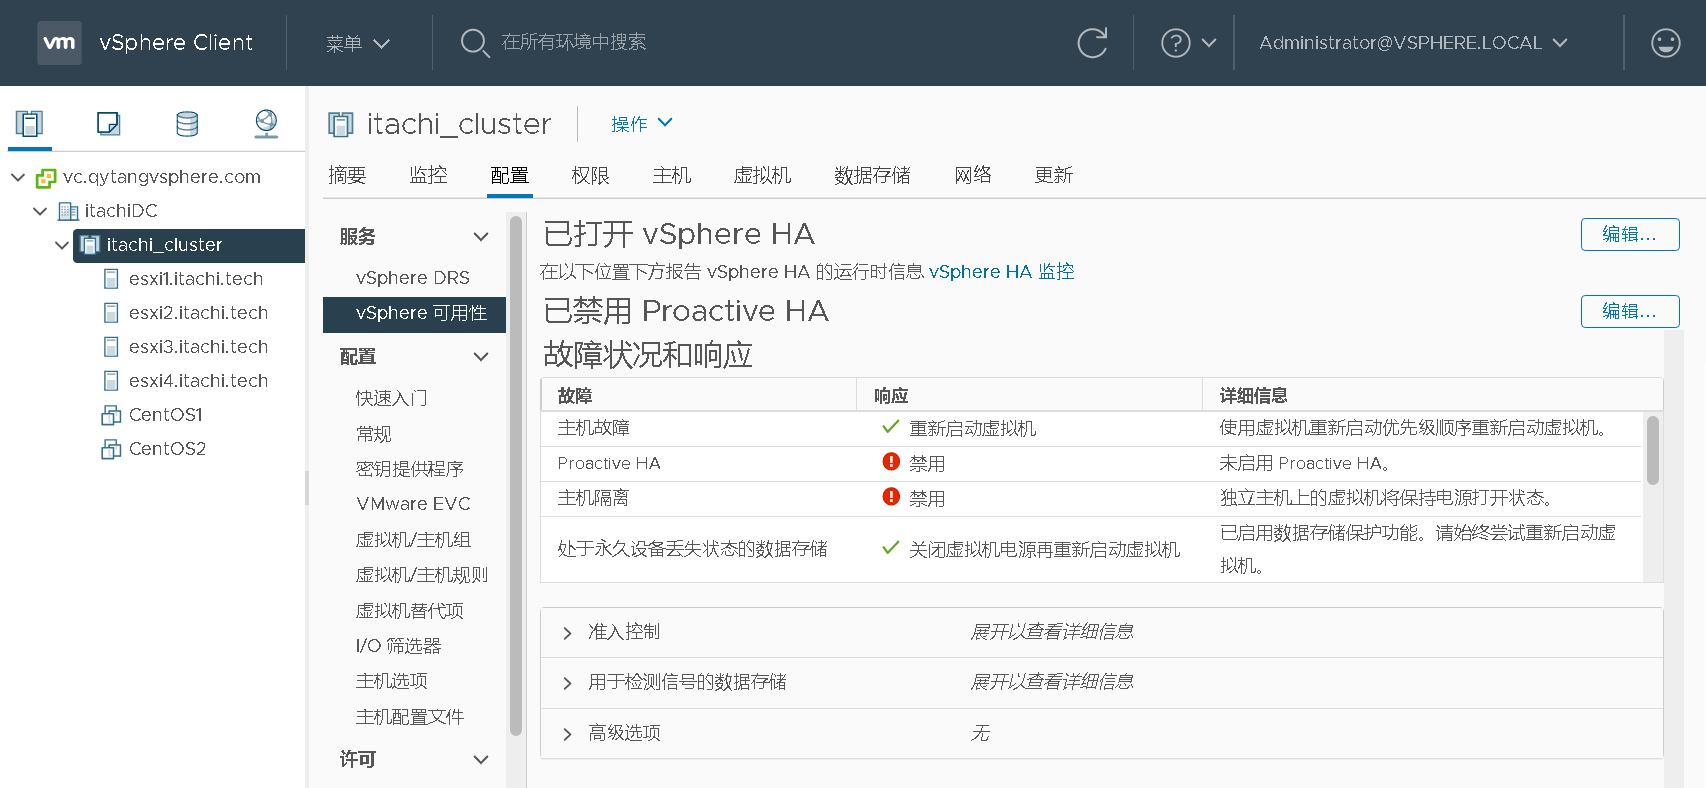 vm vSphere Client 菜单 在所有环境中搜索 Administrator@VSPHERE.LOCAL
vc.qytangvsphere.com
itachiDC
itachi_cluster
esxi1.itachi.tech
esxi2.itachi.tech
esxi3.itachi.tech
esxi4.itachi.tech
CentOS1
CentOS2
itachi_cluster 操作
摘要 监控 配置 权限 主机 虚拟机 数据存储 网络 更新
服务
vSphere DRS
vSphere 可用性
配置
快速入门
常规
密钥提供程序
VMware EVC
虚拟机/主机组
虚拟机/主机规则
虚拟机替代项
I/O 筛选器
主机选项
主机配置文件
许可
已打开 vSphere HA 编辑...
在以下位置下方报告 vSphere HA 的运行时信息 vSphere HA 监控
已禁用 Proactive HA 编辑...
故障状况和响应
故障 响应 详细信息
主机故障 重新启动虚拟机 使用虚拟机重新启动优先级顺序重新启动虚拟机。
Proactive HA 禁用 未启用 Proactive HA。
主机隔离 禁用 独立主机上的虚拟机将保持电源打开状态。
处于永久设备丢失状态的数据存储 关闭虚拟机电源再重新启动虚拟机 已启用数据存储保护功能。请始终尝试重新启动虚
拟机。
准入控制 展开以查看详细信息
用于检测信号的数据存储 展开以查看详细信息
高级选项 无